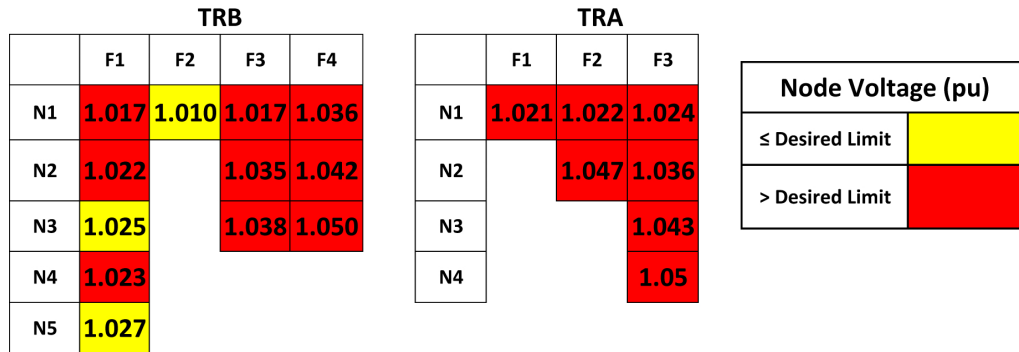 TRB
F1 F2 F3 F4
N1 1.017 1.010 1.017 1.036
N2 1.022 1.035 1.042
N3 1.025 1.038 1.050
N4 1.023
N5 1.027
TRA
F1 F2 F3
N1 1.021 1.022 1.024
N2 1.047 1.036
N3 1.043
N4 1.05
Node Voltage (pu)
≤ Desired Limit
> Desired Limit